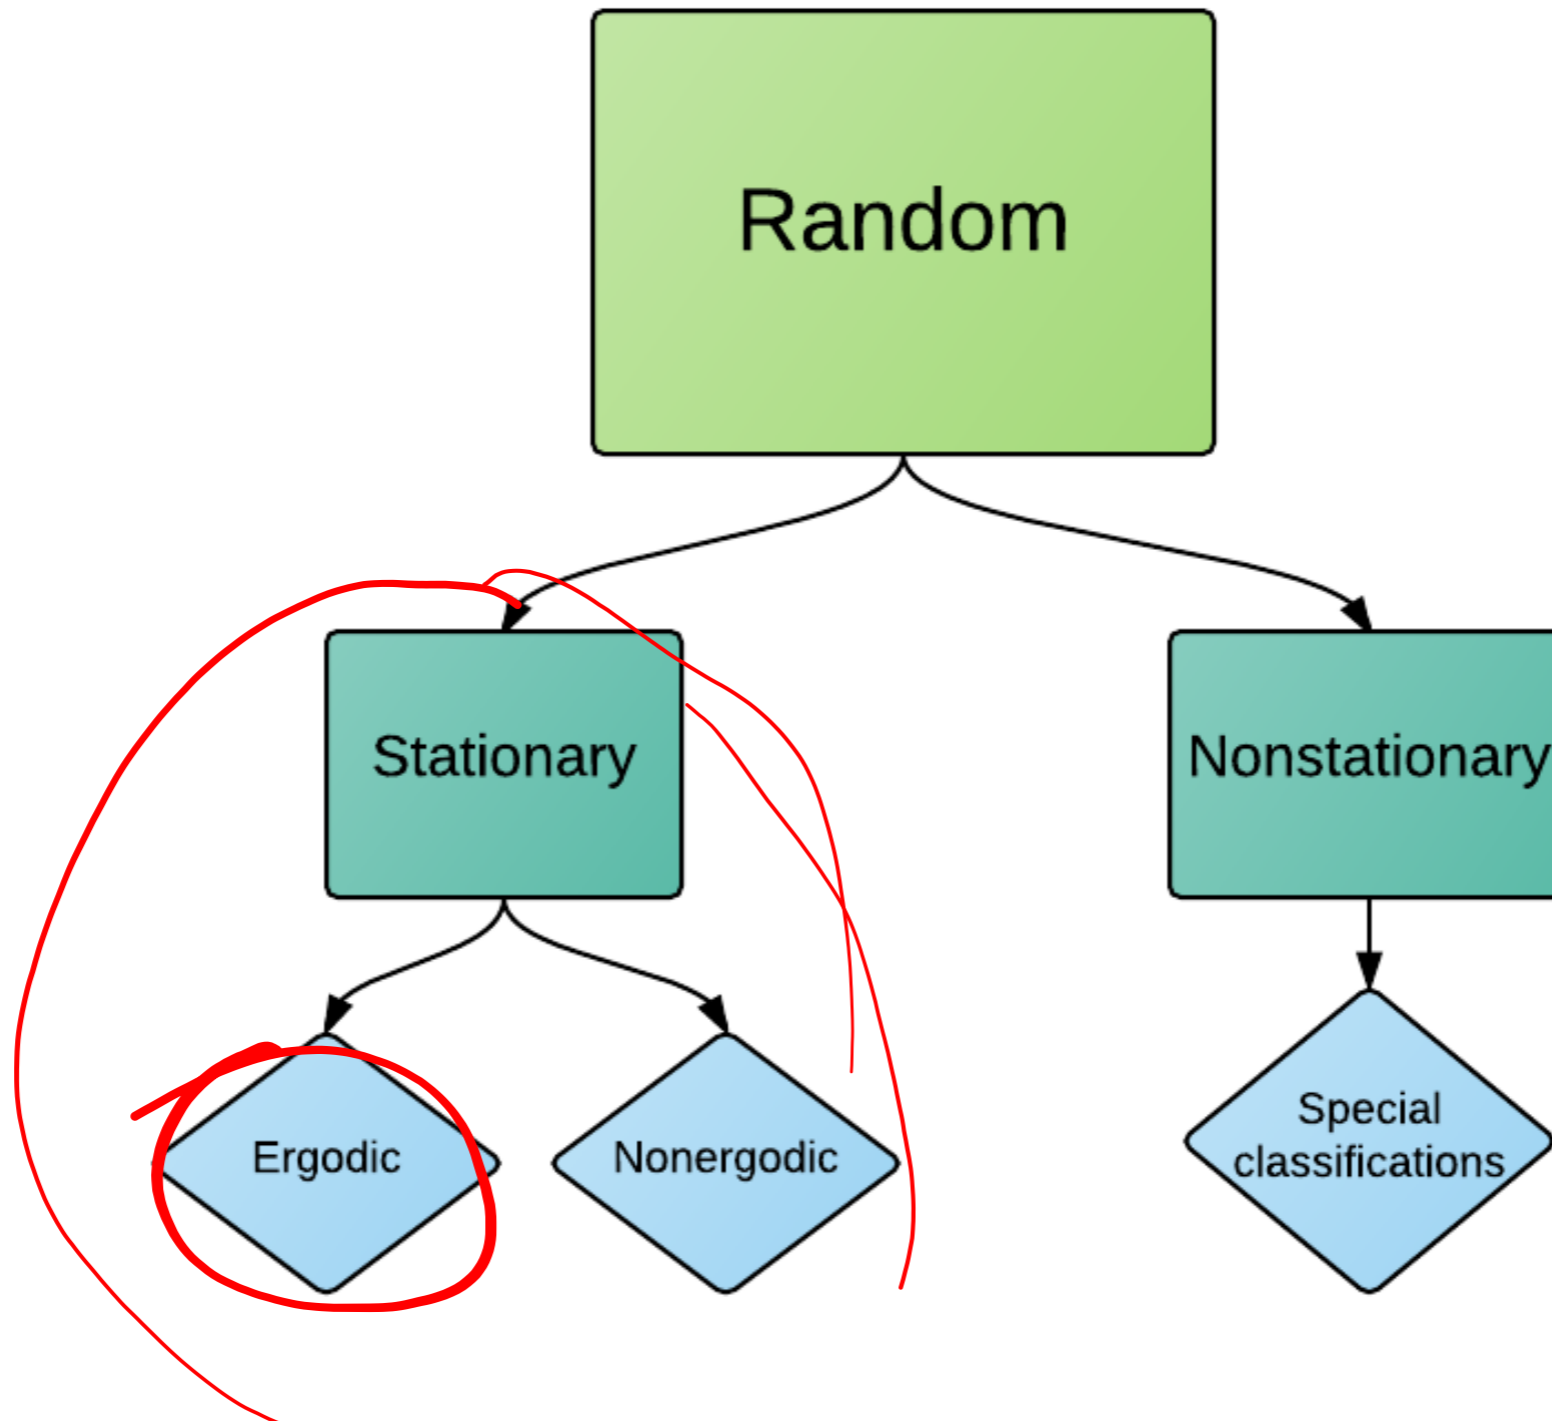 Random
Stationary
Nonstationary
Ergodic
Nonergodic
Special
classifications